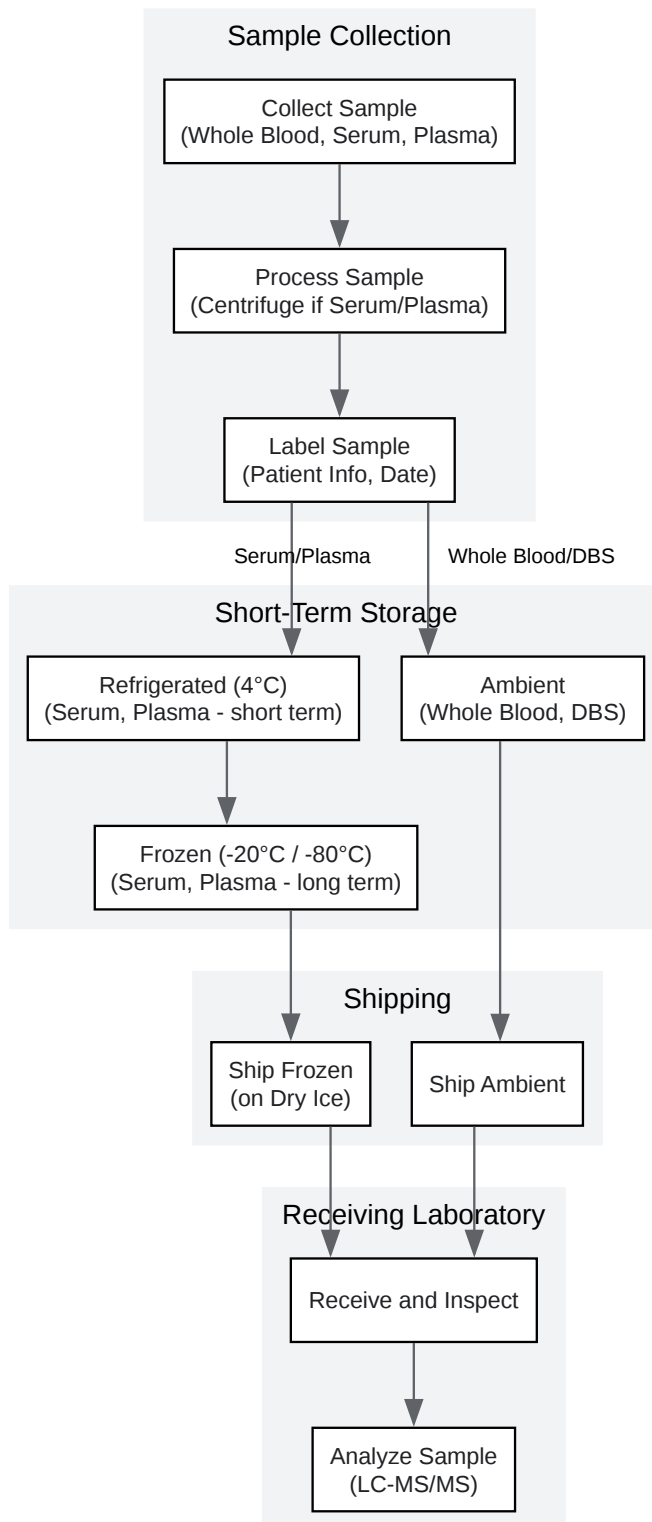 Sample Collection
Collect Sample
(Whole Blood, Serum, Plasma)
Process Sample
(Centrifuge if Serum/Plasma)
Label Sample
(Patient Info, Date)
Serum/Plasma
Whole Blood/DBS
Short-Term Storage
Refrigerated (4°C)
(Serum, Plasma - short term)
Ambient
(Whole Blood, DBS)
Frozen (-20°C / -80°C)
(Serum, Plasma - long term)
Shipping
Ship Frozen
(on Dry Ice)
Ship Ambient
Receiving Laboratory
Receive and Inspect
Analyze Sample
(LC-MS/MS)